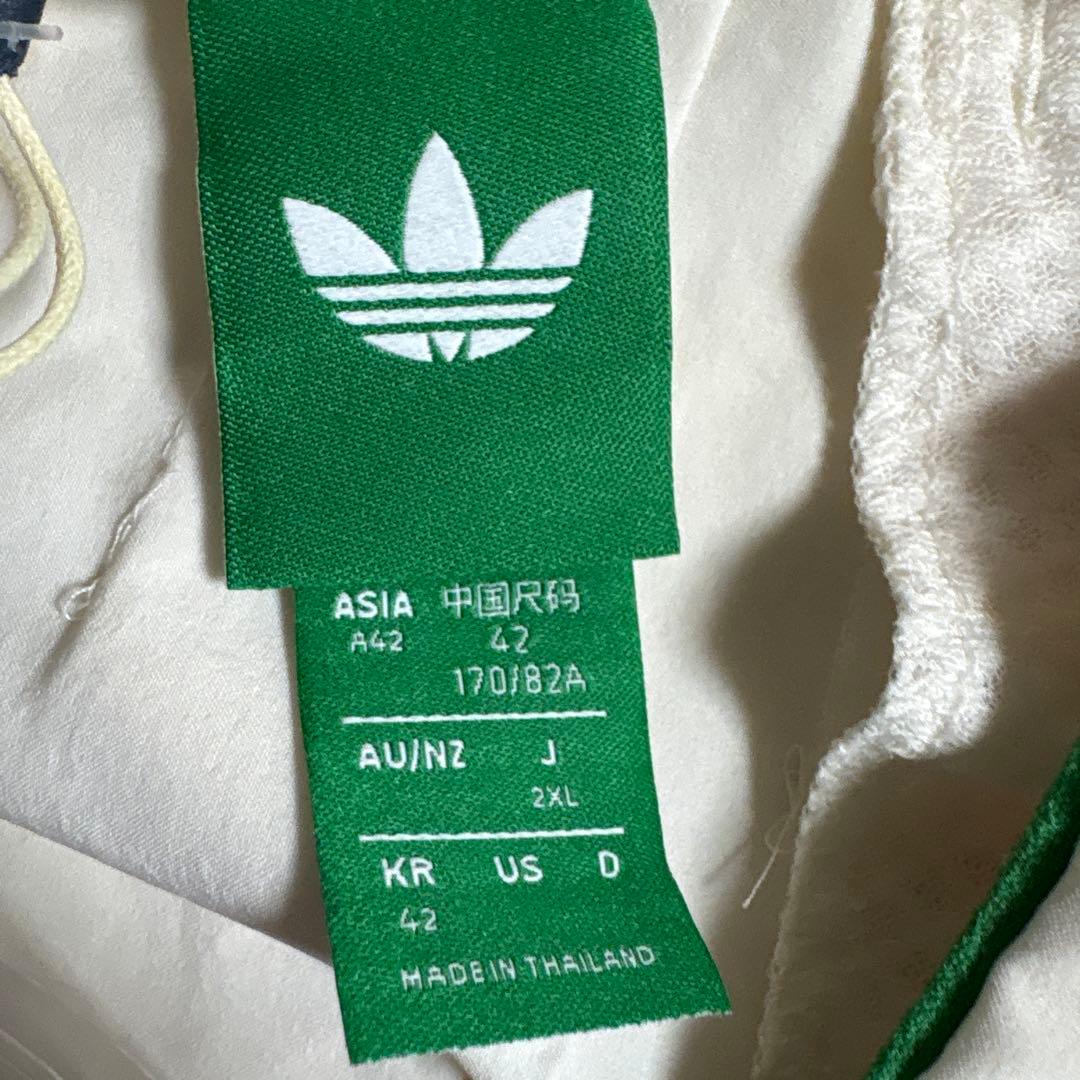 ASIA 中国尺码
A42 42
170/82A
AU/NZ J
2XL
KR US D
42
MADE IN THAILAND